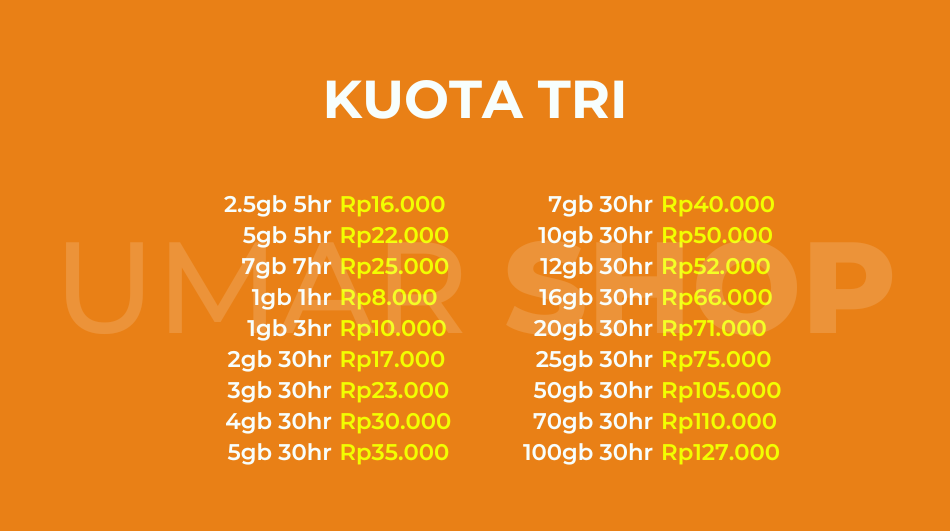 KUOTA TRI
2.5gb 5hr Rp16.000
5gb 5hr Rp22.000
7gb 7hr Rp25.000
1gb 1hr Rp8.000
1gb 3hr Rp10.000
2gb 30hr Rp17.000
3gb 30hr Rp23.000
4gb 30hr Rp30.000
5gb 30hr Rp35.000
7gb 30hr Rp40.000
10gb 30hr Rp50.000
12gb 30hr Rp52.000
16gb 30hr Rp66.000
20gb 30hr Rp71.000
25gb 30hr Rp75.000
50gb 30hr Rp105.000
70gb 30hr Rp110.000
100gb 30hr Rp127.000
UMAR SHOP